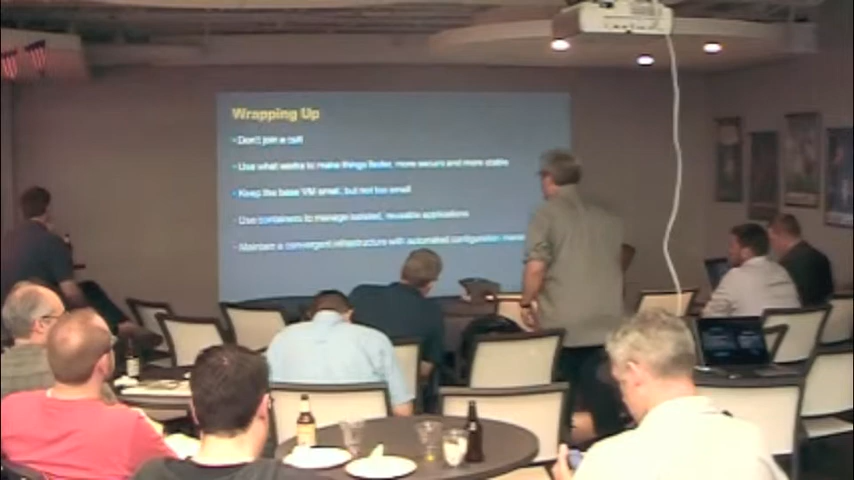 Wrapping Up
Don't join a cult
Use what works to make things faster, more secure and more stable
Keep the base VM small, but not too small
Use containers to manage isolated, reusable applications
Maintain a convergent infrastructure with automated configuration